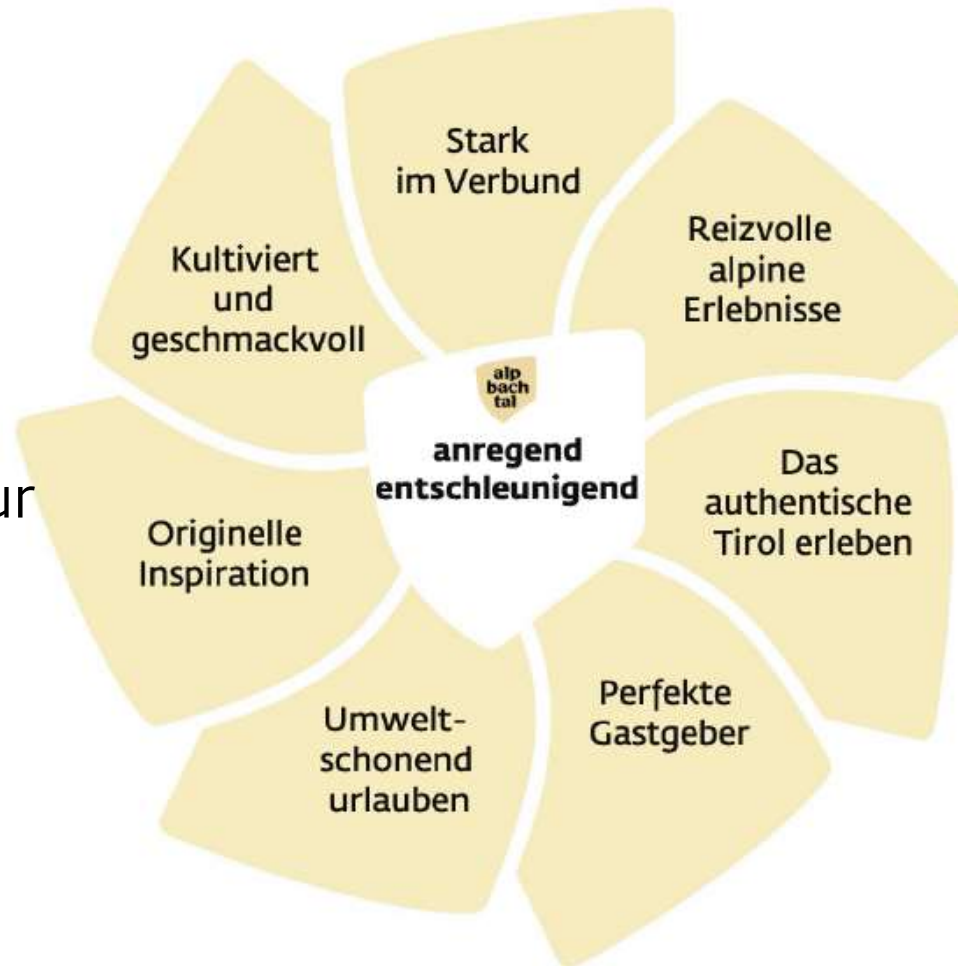 Stark
im Verbund
Reizvolle
alpine
Erlebnisse
Das
authentische
Tirol erleben
Perfekte
Gastgeber
Umwelt-
schonend
urlauben
Originelle
Inspiration
Kultiviert
und
geschmackvoll
alp
bach
tal
anregend
entschleunigend
ur